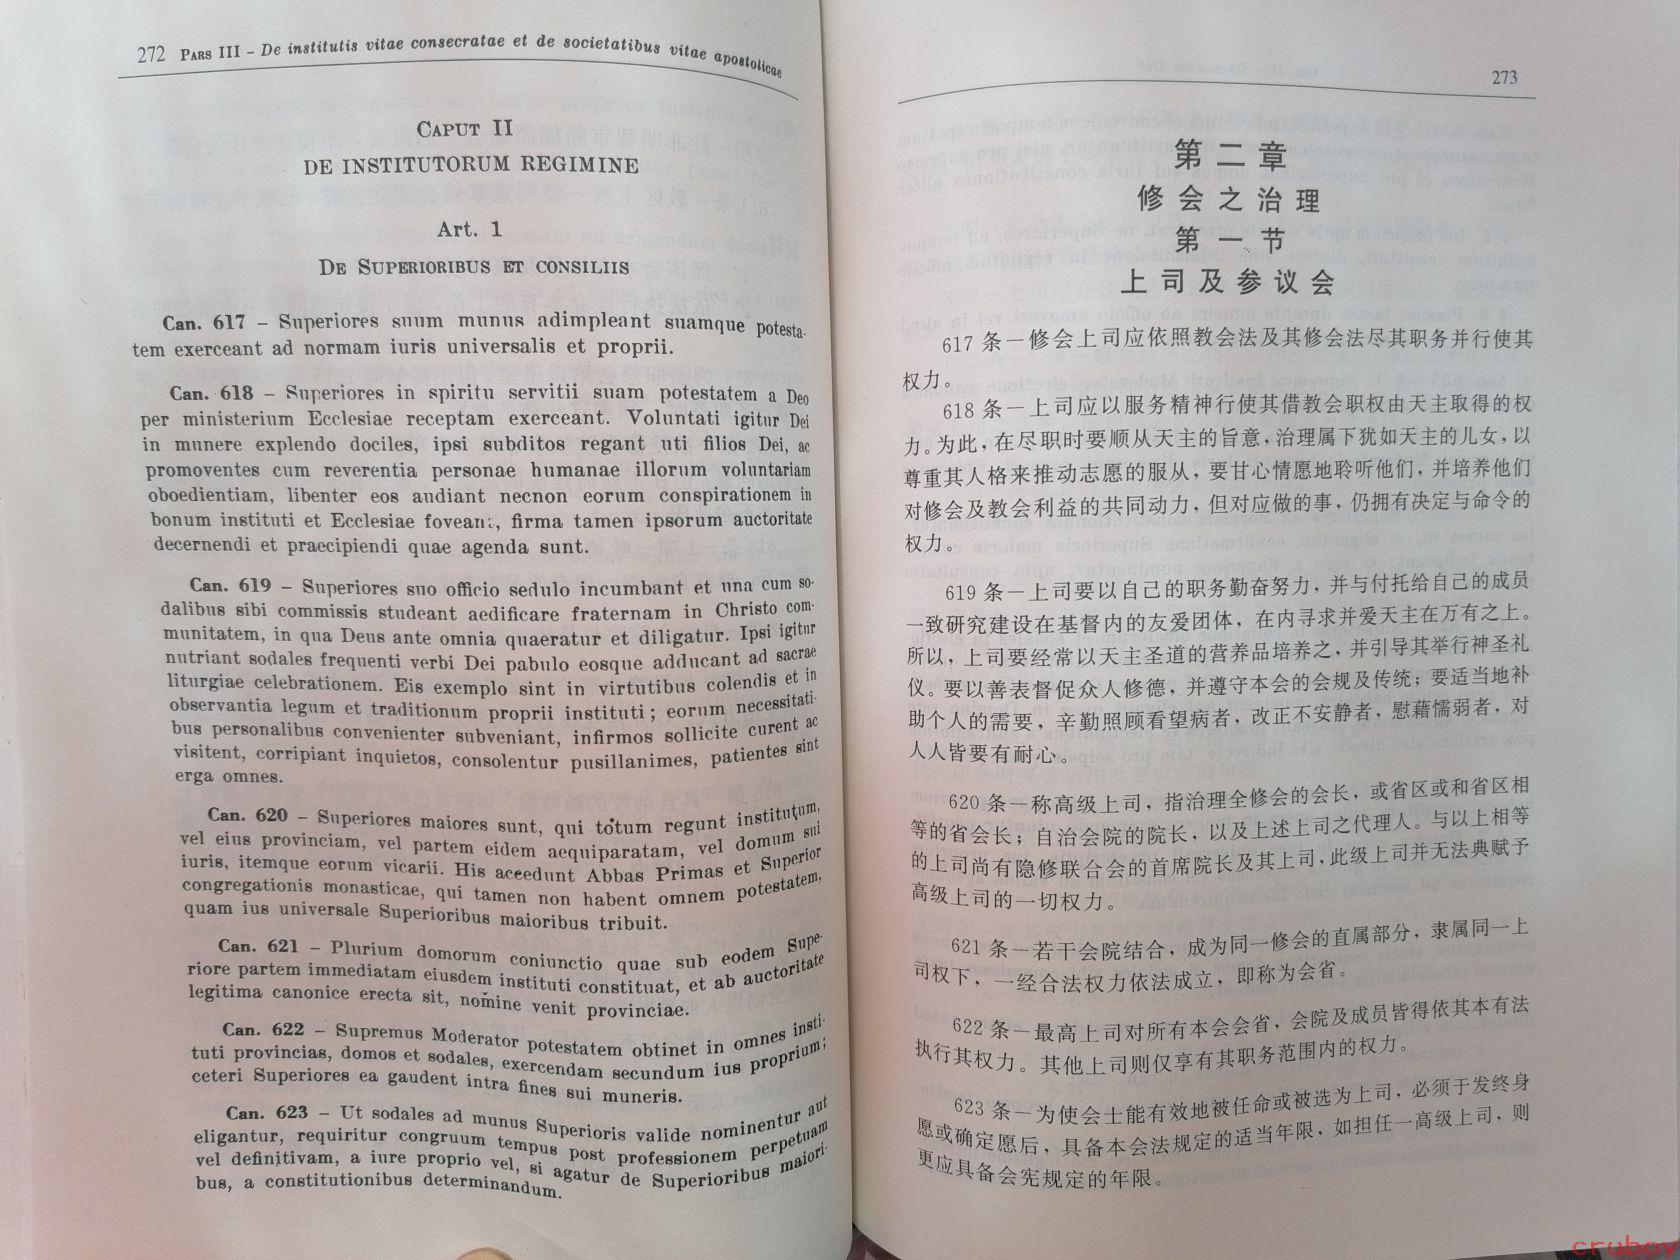 272 PARS III – De institutis vitae consecratae et de societatibus vitae apostolicae
CAPUT II
DE INSTITUTORUM REGIMINE
Art. 1
DE SUPERIORIBUS ET CONSILIIS
Can. 617 – Superiores suum munus adimpleant suamque potesta-
tem exerceant ad normam iuris universalis et proprii.
Can. 618 – Superiores in spiritu servitii suam potestatem a Deo
per ministerium Ecclesiae receptam exerceant. Voluntati igitur Dei
in munere explendo dociles, ipsi subditos regant uti filios Dei, ac
promoventes cum reverentia personae humanae illorum voluntariam
oboedientiam, libenter eos audiant necnon eorum conspirationem in
bonum instituti et Ecclesiae foveant, firma tamen ipsorum auctoritate
decernendi et praecipiendi quae agenda sunt.
Can. 619 – Superiores suo officio sedulo incumbant et una cum so-
dalibus sibi commissis studeant aedificare fraternam in Christo com-
munitatem, in qua Deus ante omnia quaeratur et diligatur. Ipsi igitur
nutriant sodales frequenti verbi Dei pabulo eosque adducant ad sacrae
liturgiae celebrationem. Eis exemplo sint in virtutibus colendis et in
observantia legum et traditionum proprii instituti; eorum necessitati-
bus personalibus convenienter subveniant, infirmos sollicite curent ac
visitent, corripiant inquietos, consolentur pusillanimes, patientes sint
erga omnes.
Can. 620 – Superiores maiores sunt, qui totum regunt institutum,
vel eius provinciam, vel partem eidem aequiparatam, vel domum sui
iuris, itemque eorum vicarii. His accedunt Abbas Primas et Superior
congregationis monasticae, qui tamen non habent omnem potestatem,
quam ius universale Superioribus maioribus tribuit.
Can. 621 – Plurium domorum coniunctio quae sub eodem Supe-
riore partem immediatam eiusdem instituti constituat, et ab auctoritate
legitima canonice erecta sit, nomine venit provinciae.
Can. 622 – Supremus Moderator potestatem obtinet in omnes insti-
tuti provincias, domos et sodales, exercendam secundum ius proprium;
ceteri Superiores ea gaudent intra fines sui muneris.
Can. 623 – Ut sodales ad munus Superioris valide nominentur aut
eligantur, requiritur congruum tempus post professionem perpetuam
vel definitivam, a iure proprio vel, si agatur de Superioribus maiori-
bus, a constitutionibus determinandum.
273
第二章
修会之治理
第一节
上司及参议会
617 条－修会上司应依照教会法及其修会法尽其职务并行使其
权力。
618 条－上司应以服务精神行使其借教会职权由天主取得的权
力。为此，在尽职时要顺从天主的旨意，治理属下犹如天主的儿女，以
尊重其人格来推动志愿的服从，要甘心情愿地聆听他们，并培养他们
对修会及教会利益的共同动力，但对应做的事，仍拥有决定与命令的
权力。
619 条－上司要以自己的职务勤奋努力，并与付托给自己的成员
一致研究建设在基督内的友爱团体，在内寻求并爱天主在万有之上。
所以，上司要经常以天主圣道的营养品培养之，并引导其举行神圣礼
仪。要以善表督促众人修德，并遵守本会的会规及传统；要适当地补
助个人的需要，辛勤照顾看望病者，改正不安静者，慰藉懦弱者，对
人人皆要有耐心。
620 条－称高级上司，指治理全修会的会长，或省区或和省区相
等的省会长；自治会院的院长，以及上述上司之代理人。与以上相等
的上司尚有隐修联合会的首席院长及其上司，此级上司并无法典赋予
高级上司的一切权力。
621 条－若干会院结合，成为同一修会的直属部分，隶属同一上
司权下，一经合法权力依法成立，即称为会省。
622 条－最高上司对所有本会会省，会院及成员皆得依其本有法
执行其权力。其他上司则仅享有其职务范围内的权力。
623 条－为使会士能有效地被任命或被选为上司，必须于发终身
愿或确定愿后，具备本会法规定的适当年限，如担任一高级上司，则
更应具备会宪规定的年限。